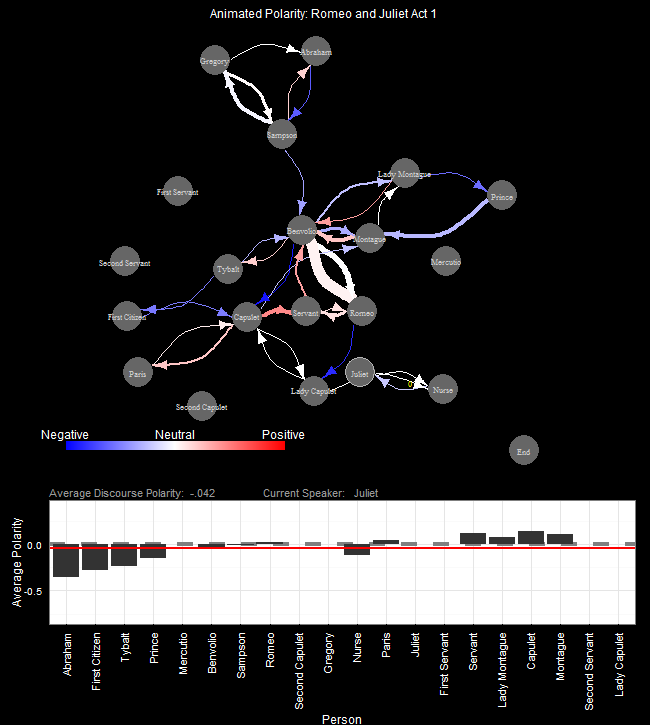 Animated Polarity: Romeo and Juliet Act 1
Gregory
Abraham
Sampson
Lady Montague
First Servant
Prince
Benvolio
Montague
Second Servant
Mercutio
Tybalt
First Citizen
Capulet
Servant
Romeo
Paris
Juliet
Lady Capulet
Nurse
Second Capulet
Negative Neutral Positive
End
Average Discourse Polarity: -.042 Current Speaker: Juliet
Average Polarity
0.0
-0.5
Abraham
First Citizen
Tybalt
Prince
Mercutio
Benvolio
Sampson
Romeo
Second Capulet
Gregory
Nurse
Paris
Juliet
First Servant
Servant
Lady Montague
Capulet
Montague
Second Servant
Lady Capulet
Person